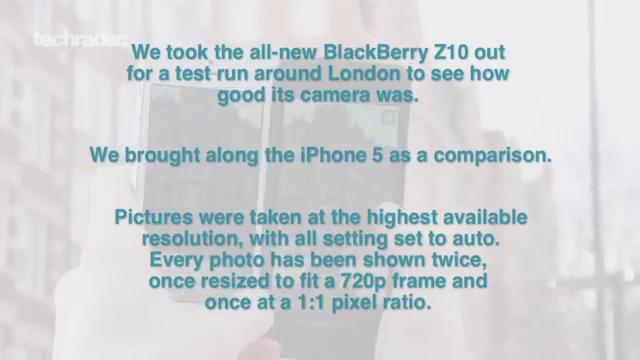 techradar.
We took the all-new BlackBerry Z10 out
for a test run around London to see how
good its camera was.
We brought along the iPhone 5 as a comparison.
Pictures were taken at the highest available
resolution, with all setting set to auto.
Every photo has been shown twice,
once resized to fit a 720p frame and
once at a 1:1 pixel ratio.